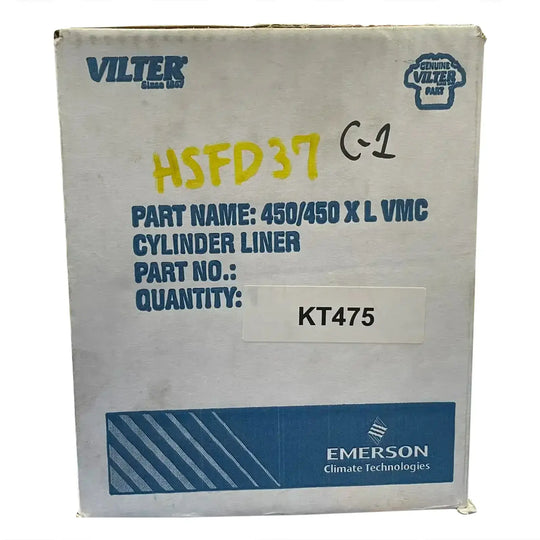 VILTER
Since 1867
GENUINE
VILTER
PART
HSFD37 C-1
PART NAME: 450/450 X L VMC
CYLINDER LINER
PART NO.:
QUANTITY:
KT475
EMERSON
Climate Technologies